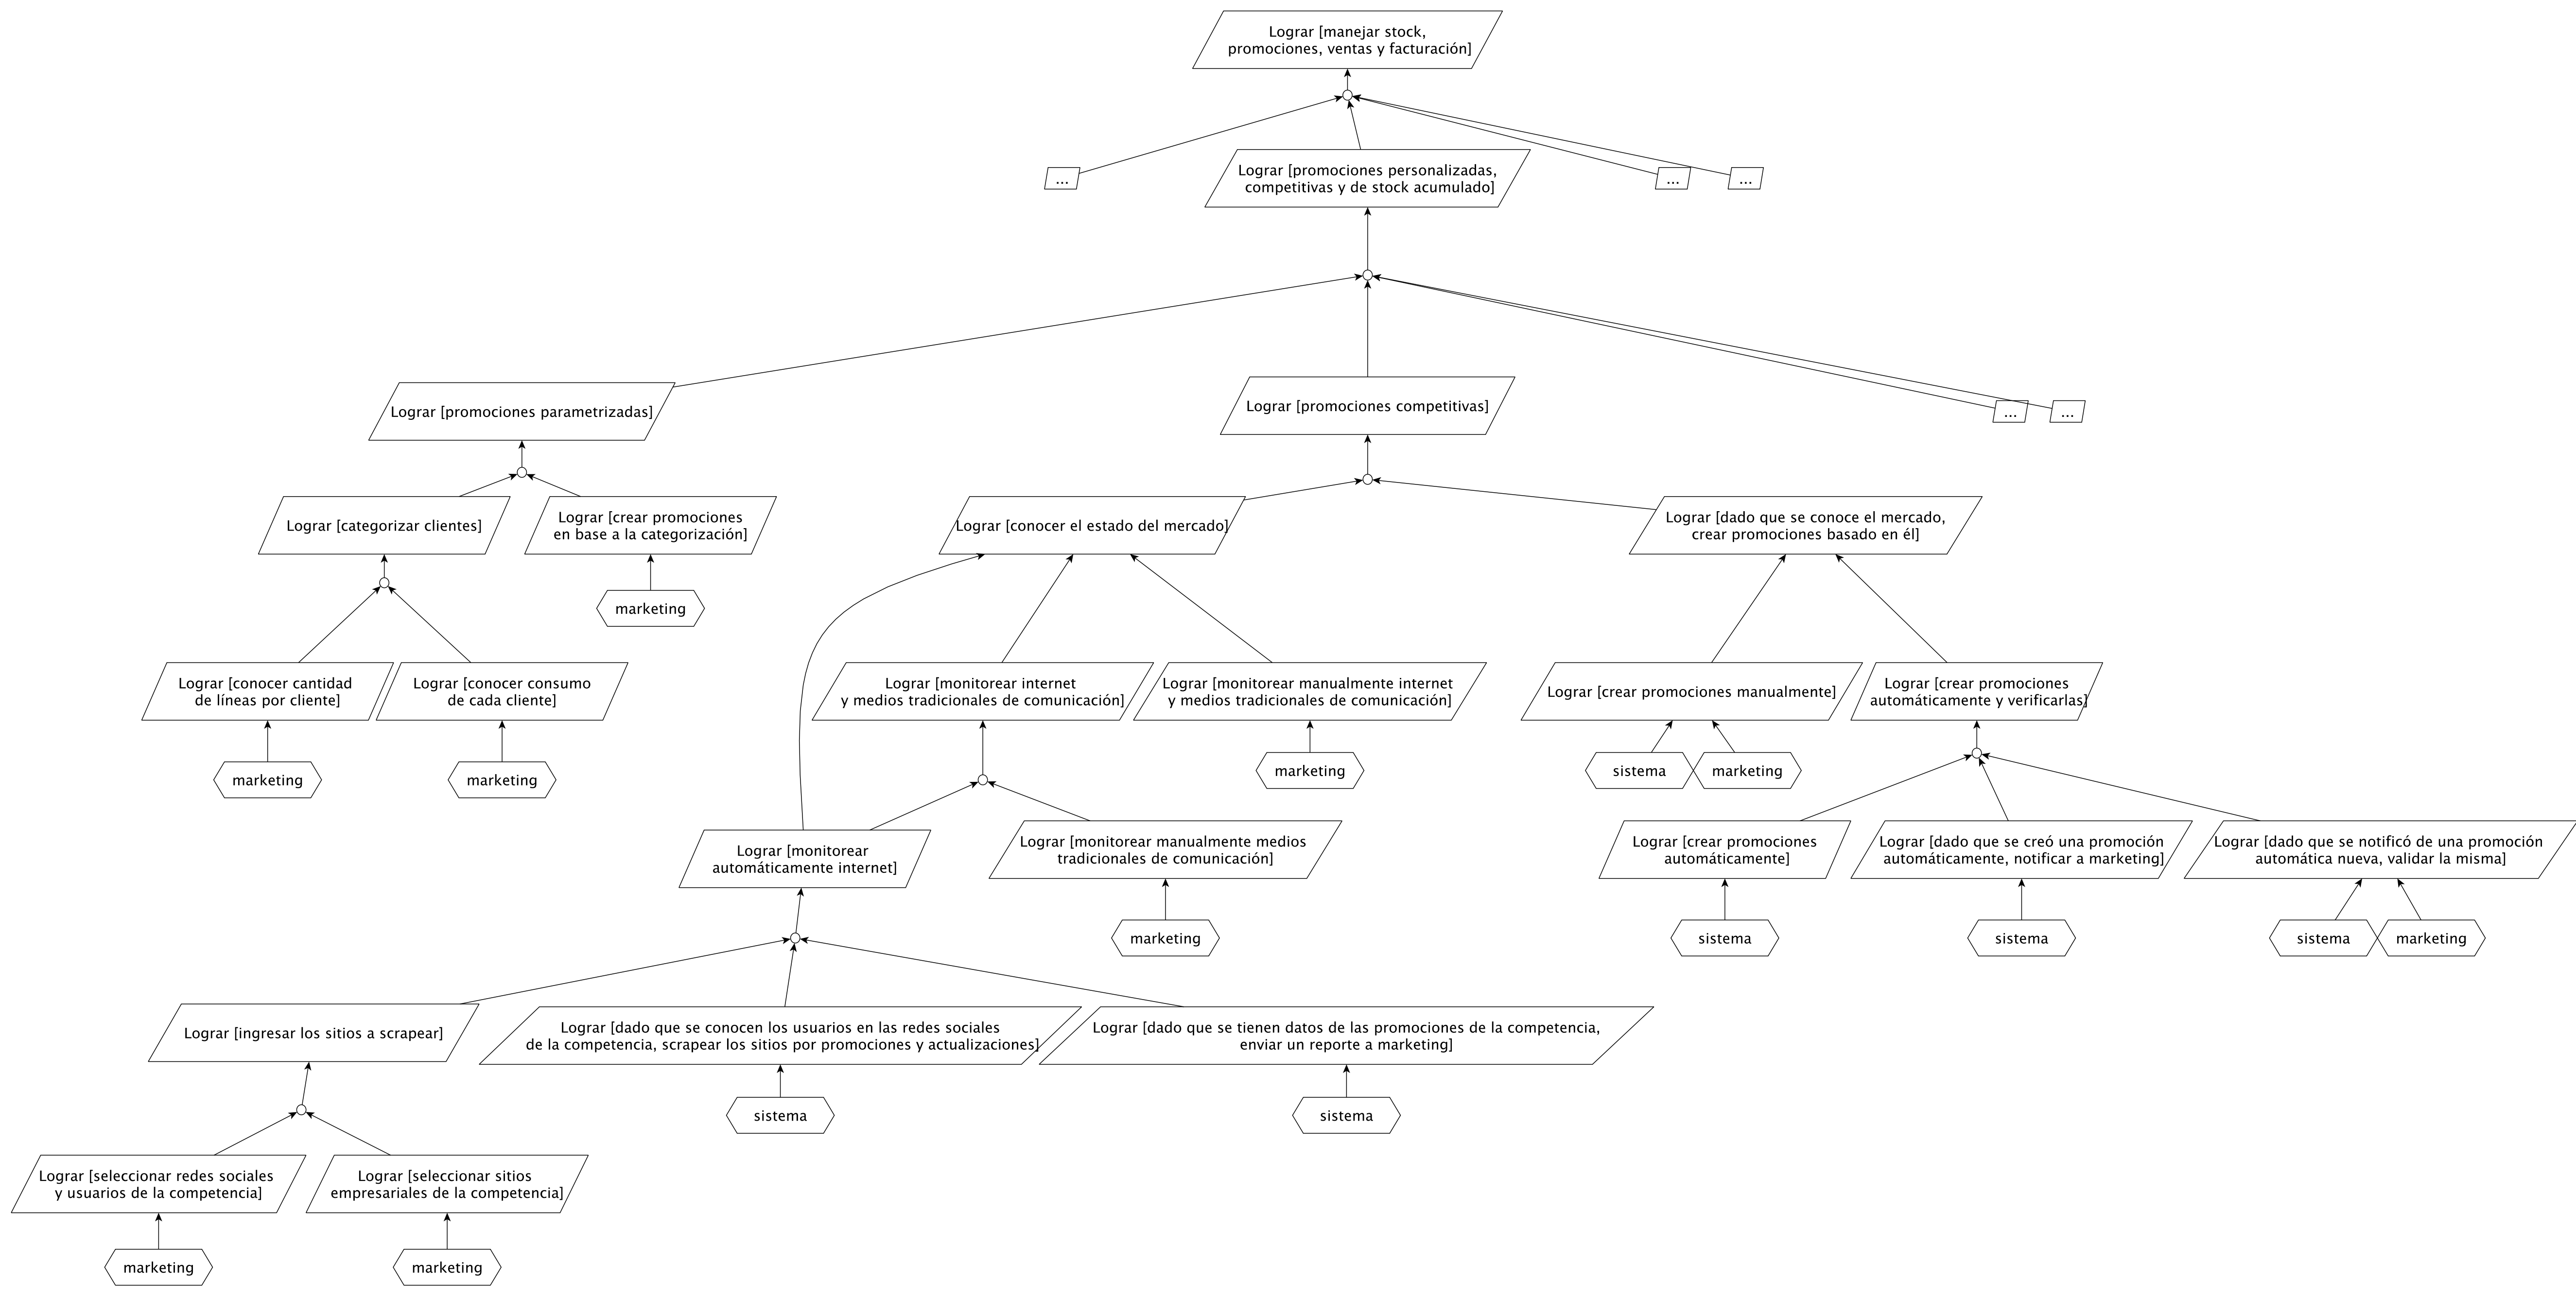 Lograr [manejar stock,
promociones, ventas y facturación]
...
Lograr [promociones personalizadas,
competitivas y de stock acumulado]
...
...
Lograr [promociones parametrizadas]
Lograr [promociones competitivas]
...
...
Lograr [categorizar clientes]
Lograr [crear promociones
en base a la categorización]
Lograr [conocer el estado del mercado]
Lograr [dado que se conoce el mercado,
crear promociones basado en él]
marketing
Lograr [conocer cantidad
de líneas por cliente]
Lograr [conocer consumo
de cada cliente]
Lograr [monitorear internet
y medios tradicionales de comunicación]
Lograr [monitorear manualmente internet
y medios tradicionales de comunicación]
Lograr [crear promociones manualmente]
Lograr [crear promociones
automáticamente y verificarlas]
marketing
marketing
marketing
sistema
marketing
Lograr [monitorear
automáticamente internet]
Lograr [monitorear manualmente medios
tradicionales de comunicación]
Lograr [crear promociones
automáticamente]
Lograr [dado que se creó una promoción
automáticamente, notificar a marketing]
Lograr [dado que se notificó de una promoción
automática nueva, validar la misma]
marketing
sistema
sistema
sistema
marketing
Lograr [ingresar los sitios a scrapear]
Lograr [dado que se conocen los usuarios en las redes sociales
de la competencia, scrapear los sitios por promociones y actualizaciones]
Lograr [dado que se tienen datos de las promociones de la competencia,
enviar un reporte a marketing]
sistema
sistema
Lograr [seleccionar redes sociales
y usuarios de la competencia]
Lograr [seleccionar sitios
empresariales de la competencia]
marketing
marketing